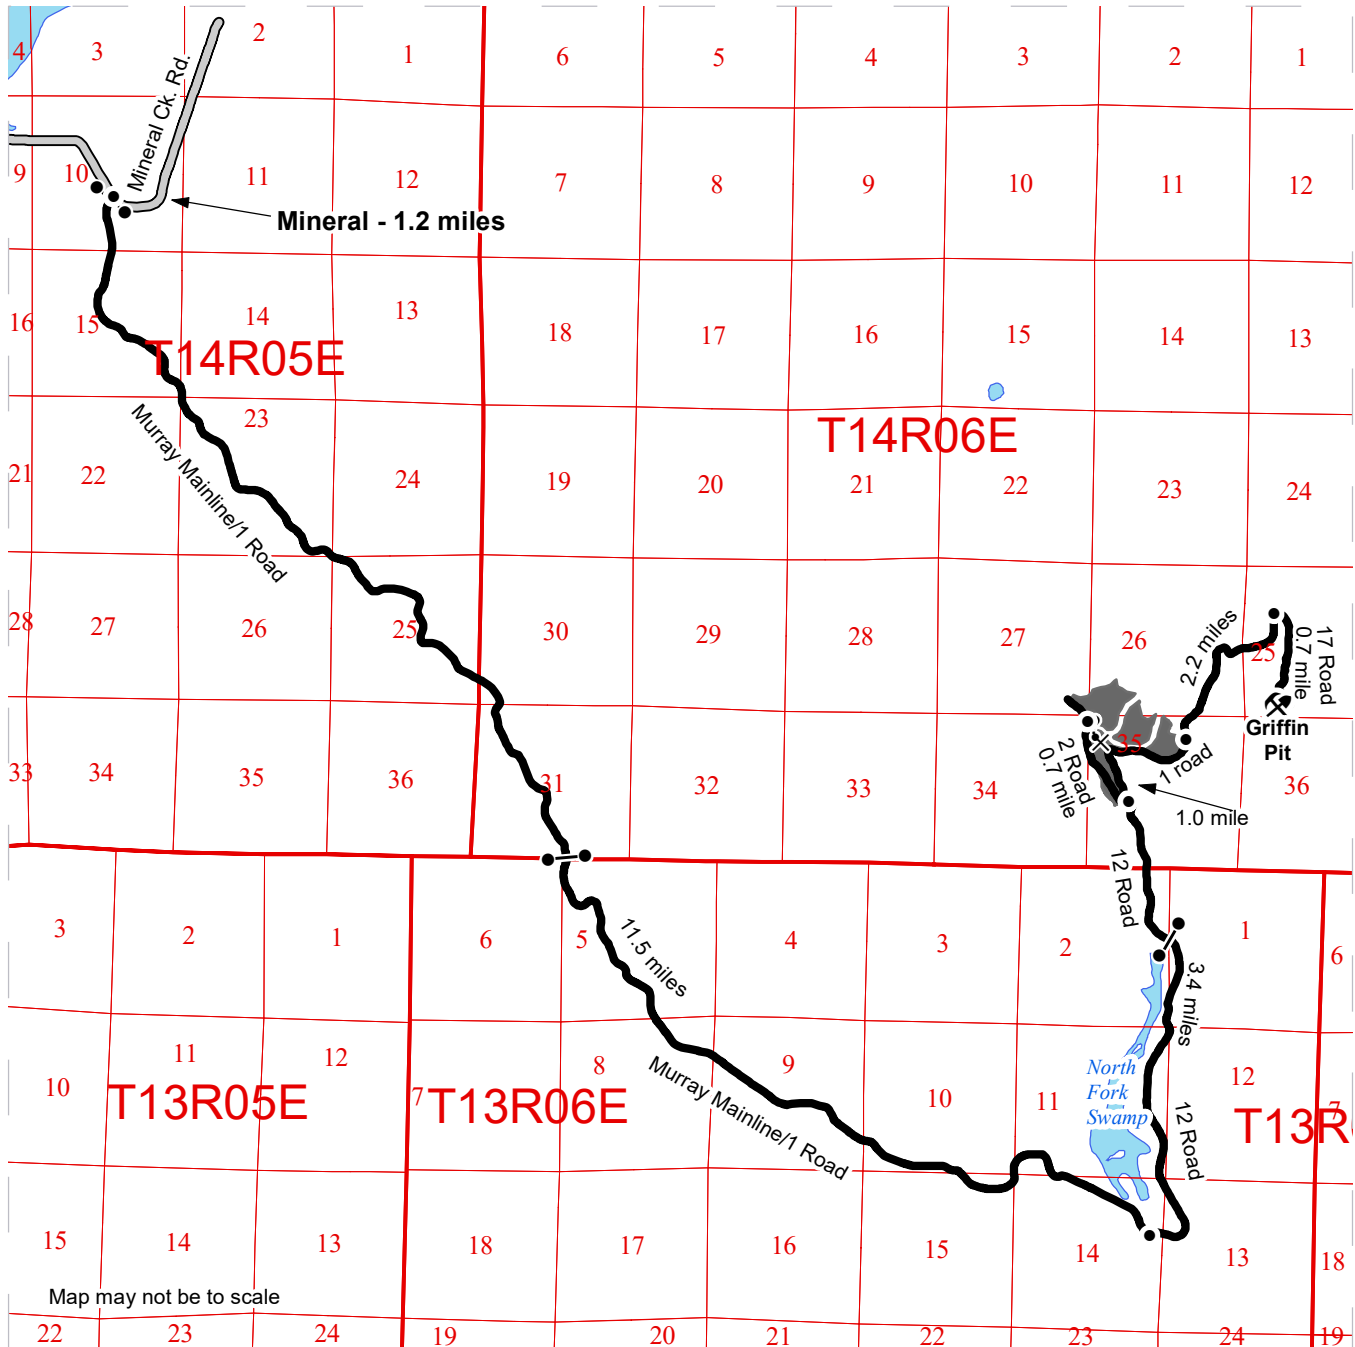 4 3 2 1 6 5 4 3 2 1
Mineral Ck. Rd.
9 10 11 12 7 8 9 10 11 12
Mineral - 1.2 miles
16 15 14 13 18 17 16 15 14 13
T14R05E
T14R06E
23
21 22 24 19 20 21 22 23 24
Murray Mainline/1 Road
28 27 26 25 30 29 28 27 26 25
2.2 miles
17 Road
0.7 mile
Griffin
Pit
33 34 35 36 31 32 33 34 35 36
2 Road
0.7 mile
1 road
1.0 mile
12 Road
3 2 1 6 5 4 3 2 1 6
11.5 miles
3.4 miles
10 11 12 7 8 9 10 11 12 7
T13R05E
T13R06E
T13R
North
Fork
Swamp
Murray Mainline/1 Road
12 Road
15 14 13 18 17 16 15 14 13 18
Map may not be to scale
22 23 24 19 20 21 22 23 24 19